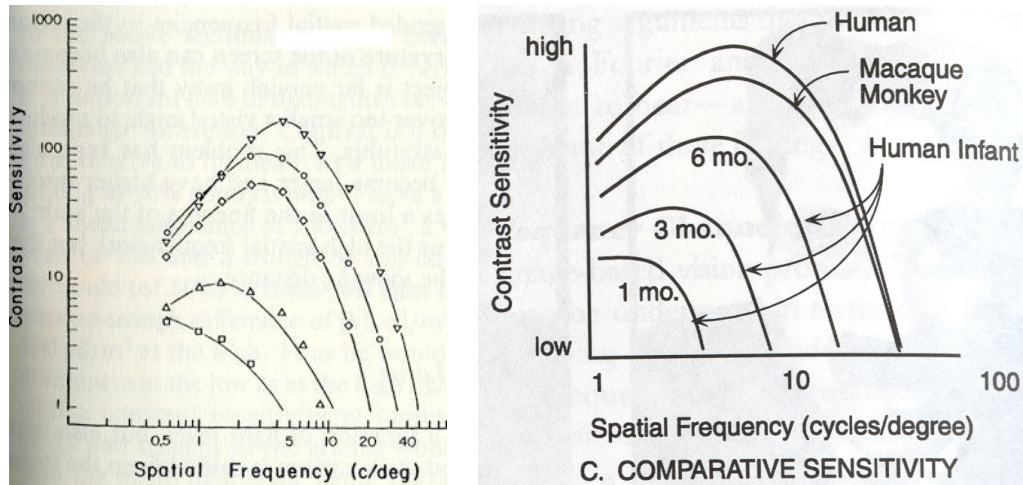 1000
100
10
1
Contrast Sensitivity
0.5
1
5
10
20
40
Spatial Frequency (c/deg)
high
low
Contrast Sensitivity
Human
Macaque
Monkey
Human Infant
6 mo.
3 mo.
1 mo.
1
10
100
Spatial Frequency (cycles/degree)
C. COMPARATIVE SENSITIVITY